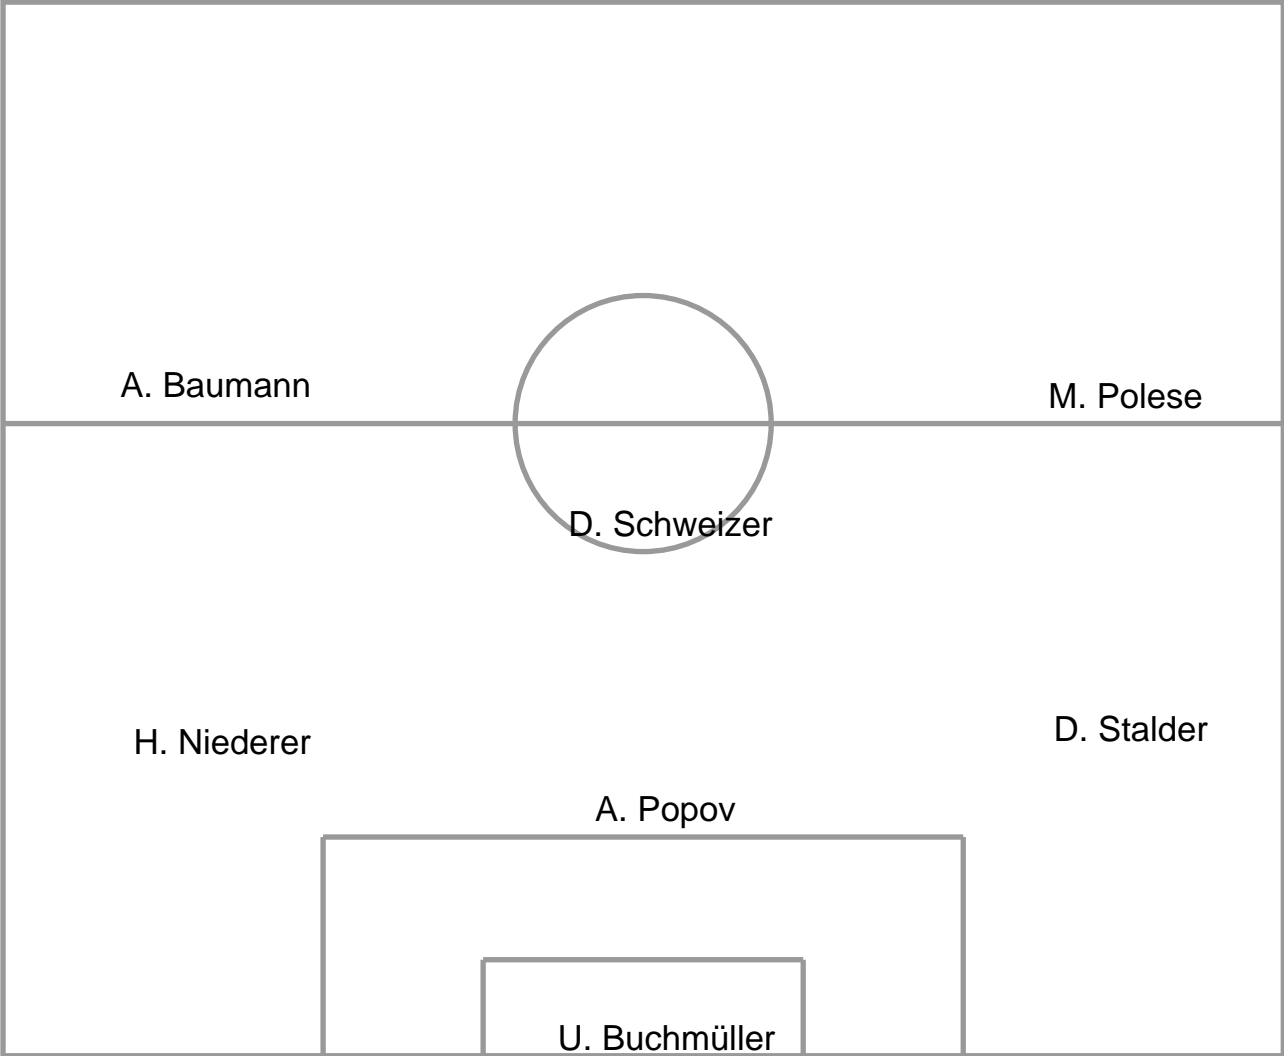 A. Baumann
M. Polese
D. Schweizer
H. Niederer
D. Stalder
A. Popov
U. Buchmüller